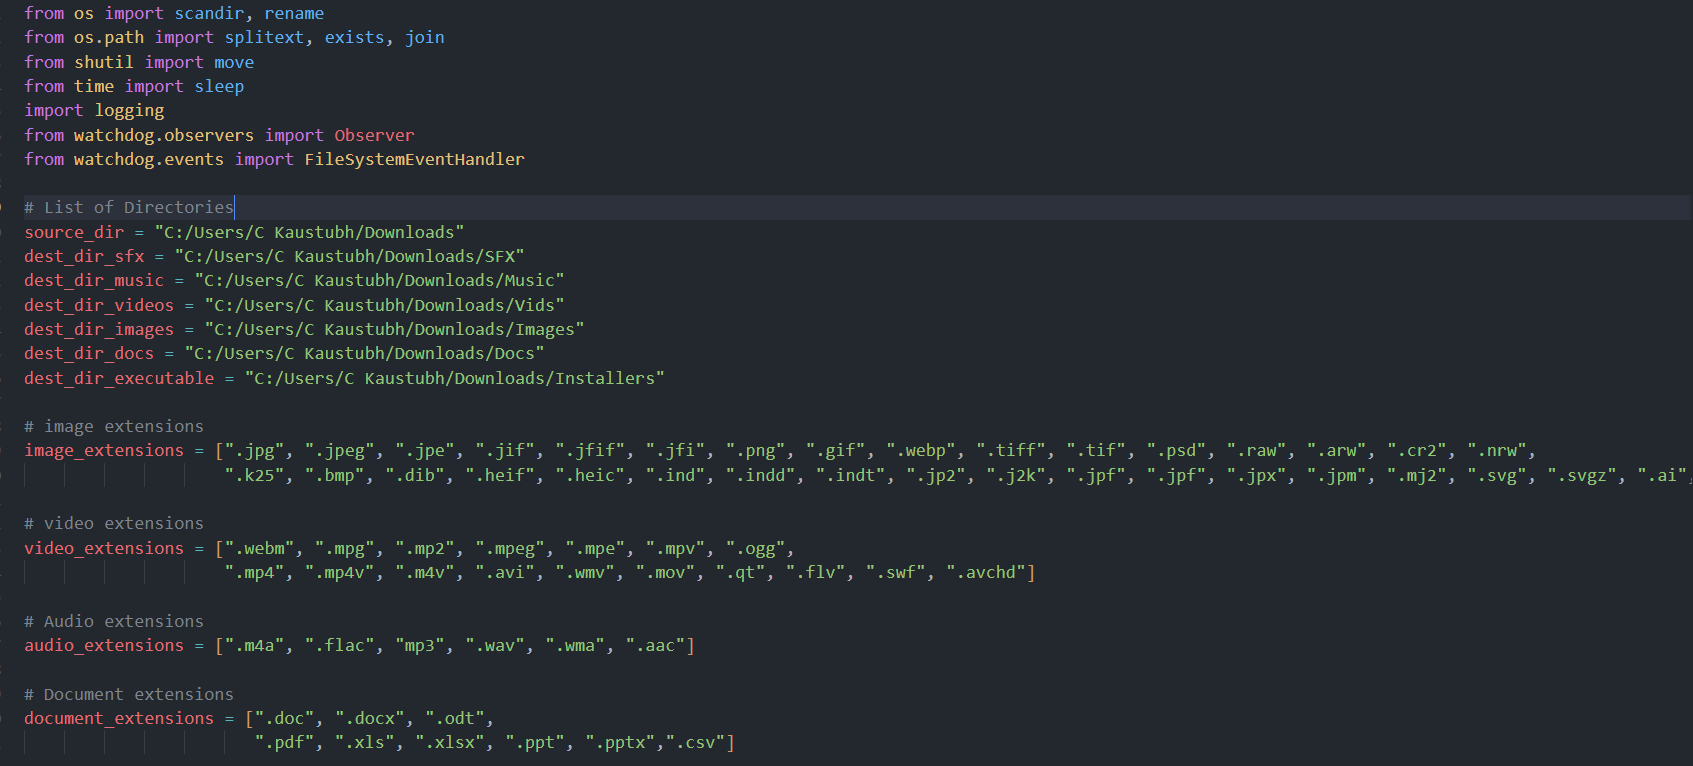 from os import scandir, rename
from os.path import splitext, exists, join
from shutil import move
from time import sleep
import logging
from watchdog.observers import Observer
from watchdog.events import FileSystemEventHandler
# List of Directories
source_dir = "C:/Users/C Kaustubh/Downloads"
dest_dir_sfx = "C:/Users/C Kaustubh/Downloads/SFX"
dest_dir_music = "C:/Users/C Kaustubh/Downloads/Music"
dest_dir_videos = "C:/Users/C Kaustubh/Downloads/Vids"
dest_dir_images = "C:/Users/C Kaustubh/Downloads/Images"
dest_dir_docs = "C:/Users/C Kaustubh/Downloads/Docs"
dest_dir_executable = "C:/Users/C Kaustubh/Downloads/Installers"
# image extensions
image_extensions = [".jpg", ".jpeg", ".jpe", ".jif", ".jfif", ".jfi", ".png", ".gif", ".webp", ".tiff", ".tif", ".psd", ".raw", ".arw", ".cr2", ".nrw",
".k25", ".bmp", ".dib", ".heif", ".heic", ".ind", ".indd", ".indt", ".jp2", ".j2k", ".jpf", ".jpf", ".jpx", ".jpm", ".mj2", ".svg", ".svgz", ".ai",
# video extensions
video_extensions = [".webm", ".mpg", ".mp2", ".mpeg", ".mpe", ".mpv", ".ogg",
".mp4", ".mp4v", ".m4v", ".avi", ".wmv", ".mov", ".qt", ".flv", ".swf", ".avchd"]
# Audio extensions
audio_extensions = [".m4a", ".flac", "mp3", ".wav", ".wma", ".aac"]
# Document extensions
document_extensions = [".doc", ".docx", ".odt",
".pdf", ".xls", ".xlsx", ".ppt", ".pptx",".csv"]